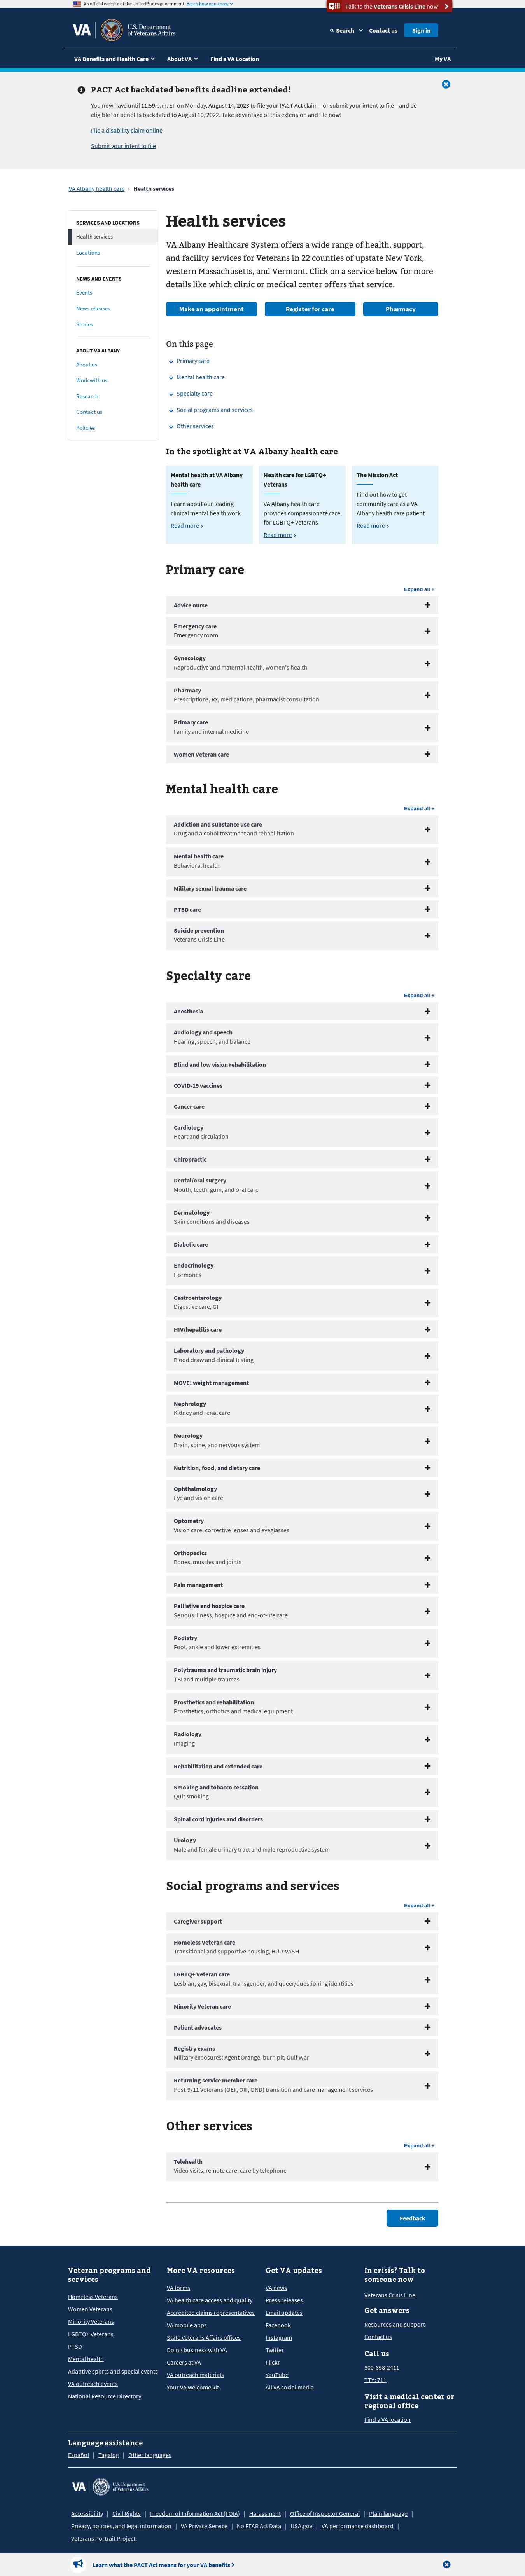 An official website of the United States government Here's how you know
Talk to the Veterans Crisis Line now
VA
U.S. Department
of Veterans Affairs
Search
Contact us
Sign in
VA Benefits and Health Care
About VA
Find a VA Location
My VA
PACT Act backdated benefits deadline extended!
You now have until 11:59 p.m. ET on Monday, August 14, 2023 to file your PACT Act claim—or submit your intent to file—and be
eligible for benefits backdated to August 10, 2022. Take advantage of this extension and file now!
File a disability claim online
Submit your intent to file
VA Albany health care › Health services
SERVICES AND LOCATIONS
Health services
Locations
NEWS AND EVENTS
Events
News releases
Stories
ABOUT VA ALBANY
About us
Work with us
Research
Contact us
Policies
Health services
VA Albany Healthcare System offers a wide range of health, support,
and facility services for Veterans in 22 counties of upstate New York,
western Massachusetts, and Vermont. Click on a service below for more
details like which clinic or medical center offers that service.
Make an appointment
Register for care
Pharmacy
On this page
Primary care
Mental health care
Specialty care
Social programs and services
Other services
In the spotlight at VA Albany health care
Mental health at VA Albany
health care
Learn about our leading
clinical mental health work
Read more
Health care for LGBTQ+
Veterans
VA Albany health care
provides compassionate care
for LGBTQ+ Veterans
Read more
The Mission Act
Find out how to get
community care as a VA
Albany health care patient
Read more
Primary care
Expand all +
Advice nurse
Emergency care
Emergency room
Gynecology
Reproductive and maternal health, women's health
Pharmacy
Prescriptions, Rx, medications, pharmacist consultation
Primary care
Family and internal medicine
Women Veteran care
Mental health care
Expand all +
Addiction and substance use care
Drug and alcohol treatment and rehabilitation
Mental health care
Behavioral health
Military sexual trauma care
PTSD care
Suicide prevention
Veterans Crisis Line
Specialty care
Expand all +
Anesthesia
Audiology and speech
Hearing, speech, and balance
Blind and low vision rehabilitation
COVID-19 vaccines
Cancer care
Cardiology
Heart and circulation
Chiropractic
Dental/oral surgery
Mouth, teeth, gum, and oral care
Dermatology
Skin conditions and diseases
Diabetic care
Endocrinology
Hormones
Gastroenterology
Digestive care, GI
HIV/hepatitis care
Laboratory and pathology
Blood draw and clinical testing
MOVE! weight management
Nephrology
Kidney and renal care
Neurology
Brain, spine, and nervous system
Nutrition, food, and dietary care
Ophthalmology
Eye and vision care
Optometry
Vision care, corrective lenses and eyeglasses
Orthopedics
Bones, muscles and joints
Pain management
Palliative and hospice care
Serious illness, hospice and end-of-life care
Podiatry
Foot, ankle and lower extremities
Polytrauma and traumatic brain injury
TBI and multiple traumas
Prosthetics and rehabilitation
Prosthetics, orthotics and medical equipment
Radiology
Imaging
Rehabilitation and extended care
Smoking and tobacco cessation
Quit smoking
Spinal cord injuries and disorders
Urology
Male and female urinary tract and male reproductive system
Social programs and services
Expand all +
Caregiver support
Homeless Veteran care
Transitional and supportive housing, HUD-VASH
LGBTQ+ Veteran care
Lesbian, gay, bisexual, transgender, and queer/questioning identities
Minority Veteran care
Patient advocates
Registry exams
Military exposures: Agent Orange, burn pit, Gulf War
Returning service member care
Post-9/11 Veterans (OEF, OIF, OND) transition and care management services
Other services
Expand all +
Telehealth
Video visits, remote care, care by telephone
Feedback
Veteran programs and
services
Homeless Veterans
Women Veterans
Minority Veterans
LGBTQ+ Veterans
PTSD
Mental health
Adaptive sports and special events
VA outreach events
National Resource Directory
More VA resources
VA forms
VA health care access and quality
Accredited claims representatives
VA mobile apps
State Veterans Affairs offices
Doing business with VA
Careers at VA
VA outreach materials
Your VA welcome kit
Get VA updates
VA news
Press releases
Email updates
Facebook
Instagram
Twitter
Flickr
YouTube
All VA social media
In crisis? Talk to
someone now
Veterans Crisis Line
Get answers
Resources and support
Contact us
Call us
800-698-2411
TTY: 711
Visit a medical center or
regional office
Find a VA location
Language assistance
Español | Tagalog | Other languages
VA
U.S. Department
of Veterans Affairs
Accessibility | Civil Rights | Freedom of Information Act (FOIA) | Harassment | Office of Inspector General | Plain language |
Privacy, policies, and legal information | VA Privacy Service | No FEAR Act Data | USA.gov | VA performance dashboard |
Veterans Portrait Project
Learn what the PACT Act means for your VA benefits